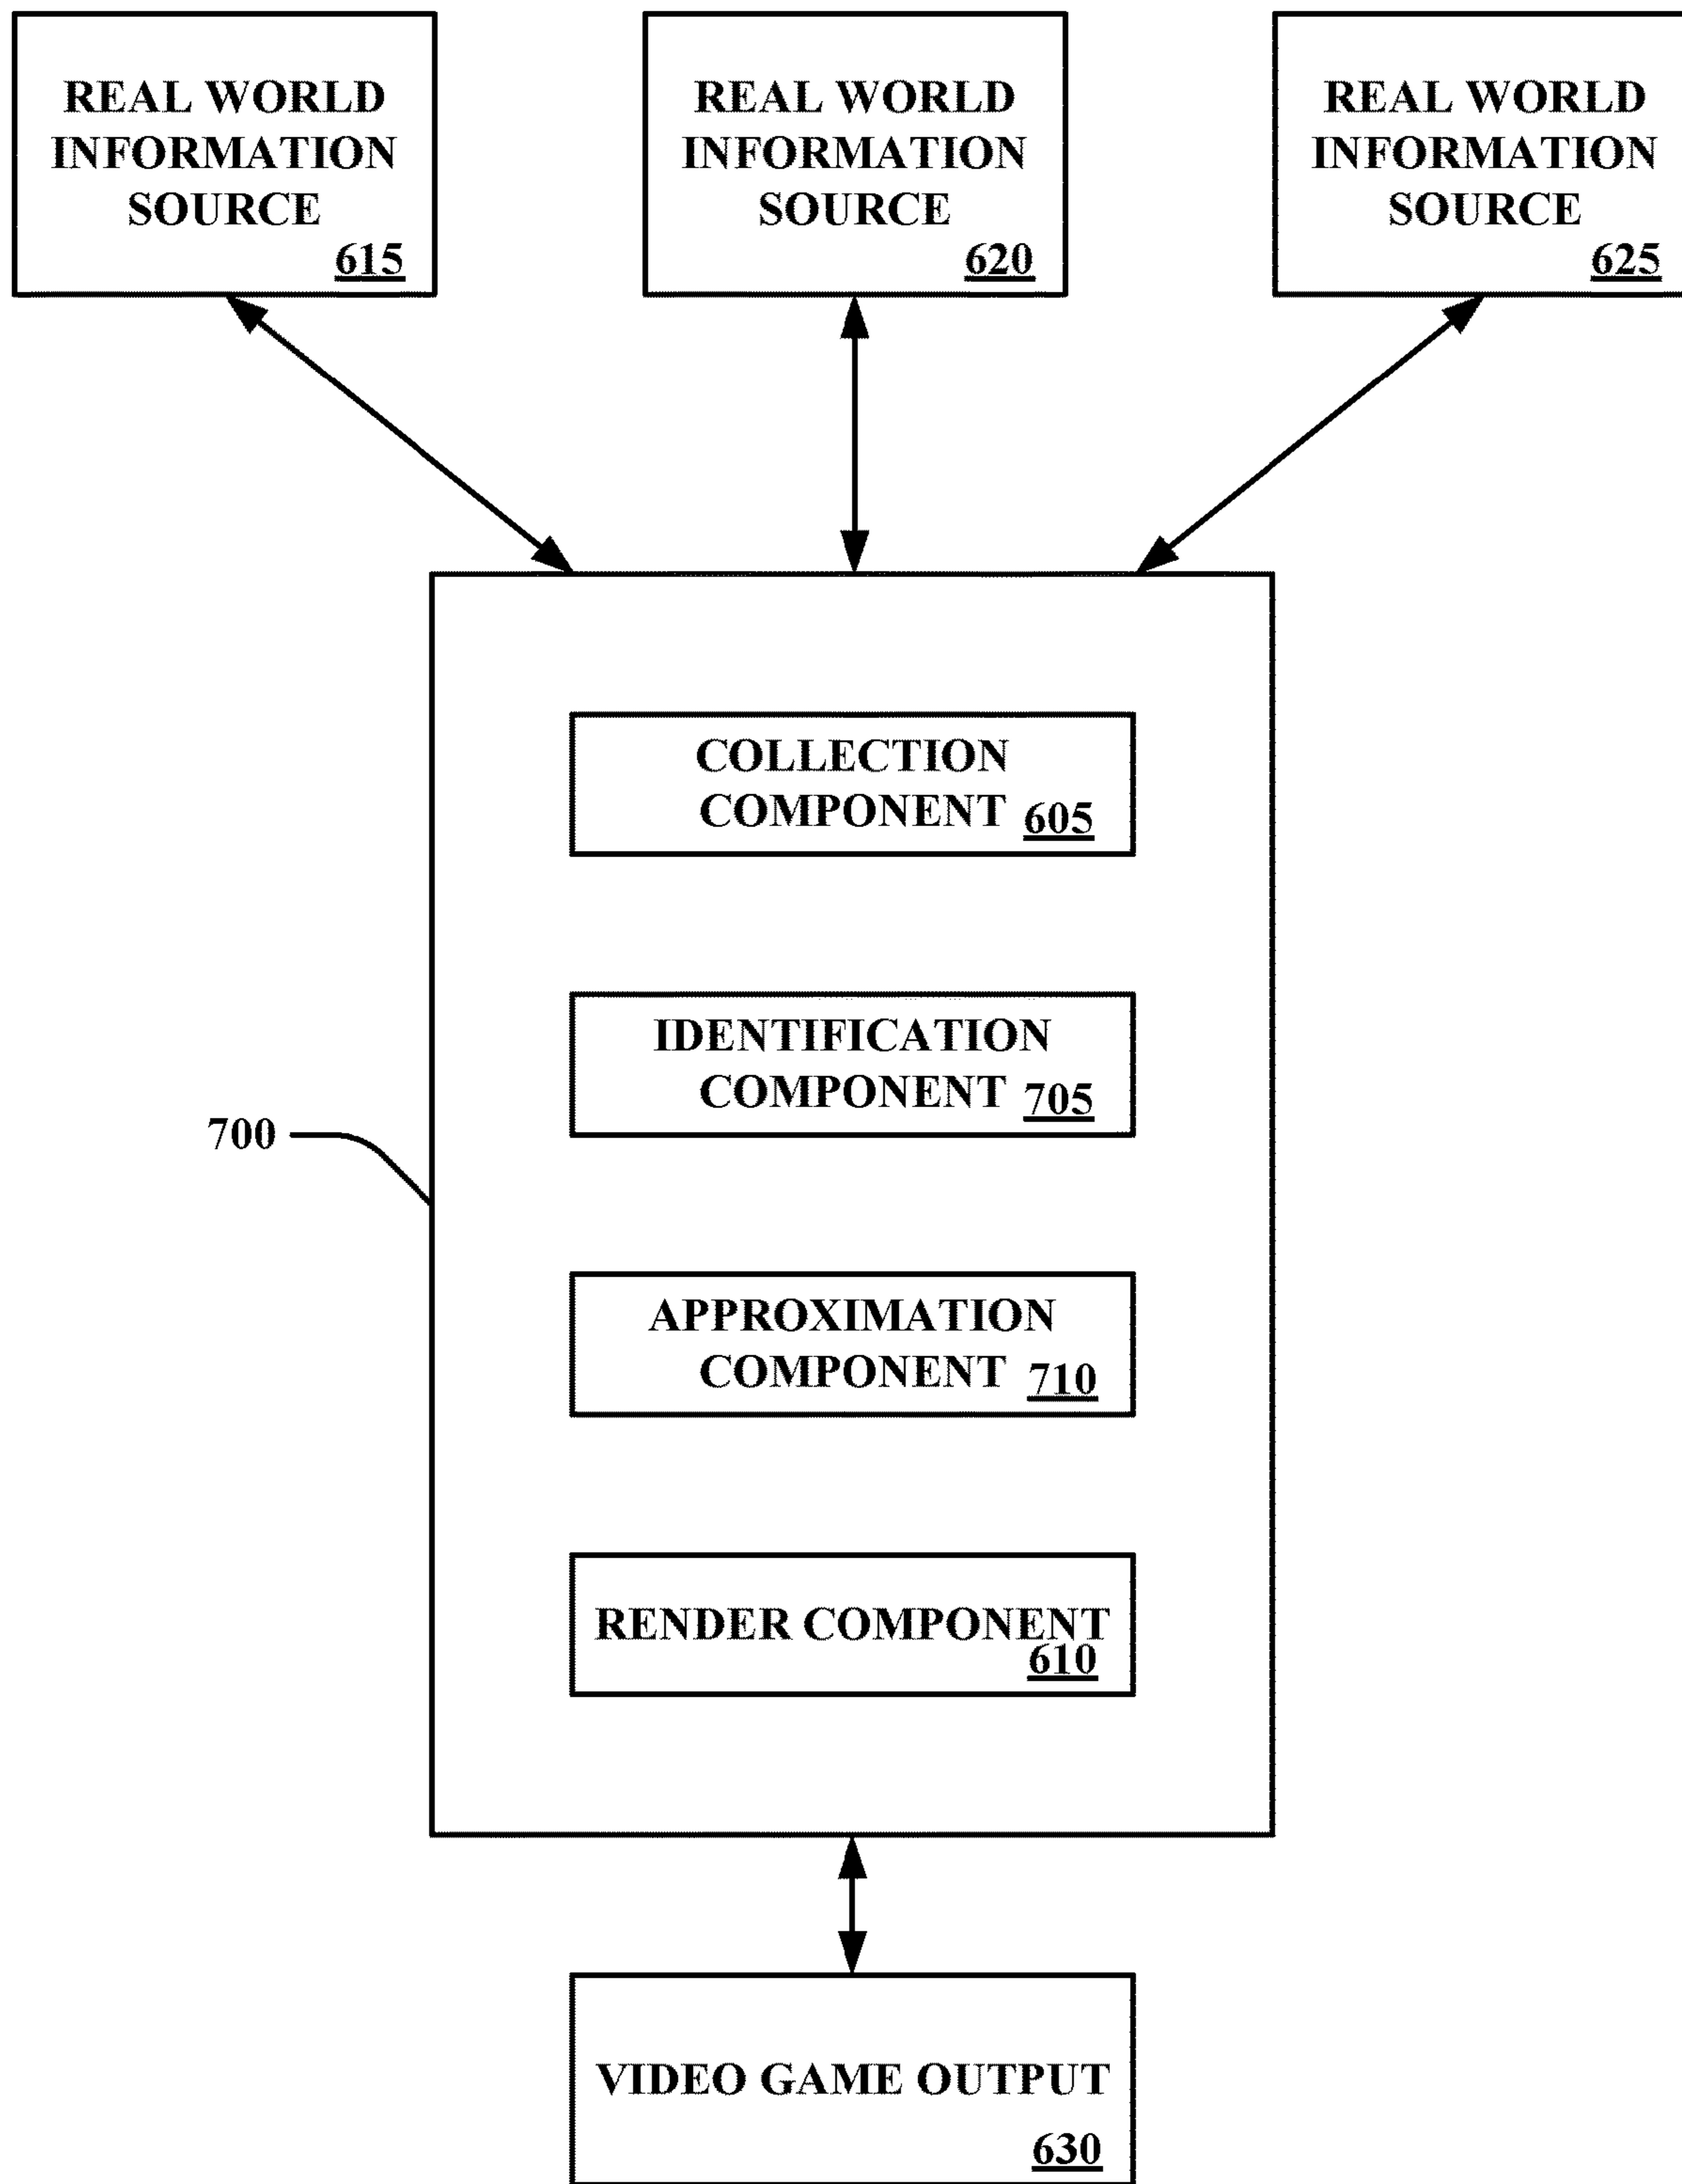 REAL WORLD
INFORMATION
SOURCE
615
REAL WORLD
INFORMATION
SOURCE
620
REAL WORLD
INFORMATION
SOURCE
625
COLLECTION
COMPONENT 605
IDENTIFICATION
COMPONENT 705
700
APPROXIMATION
COMPONENT 710
RENDER COMPONENT
610
VIDEO GAME OUTPUT
630